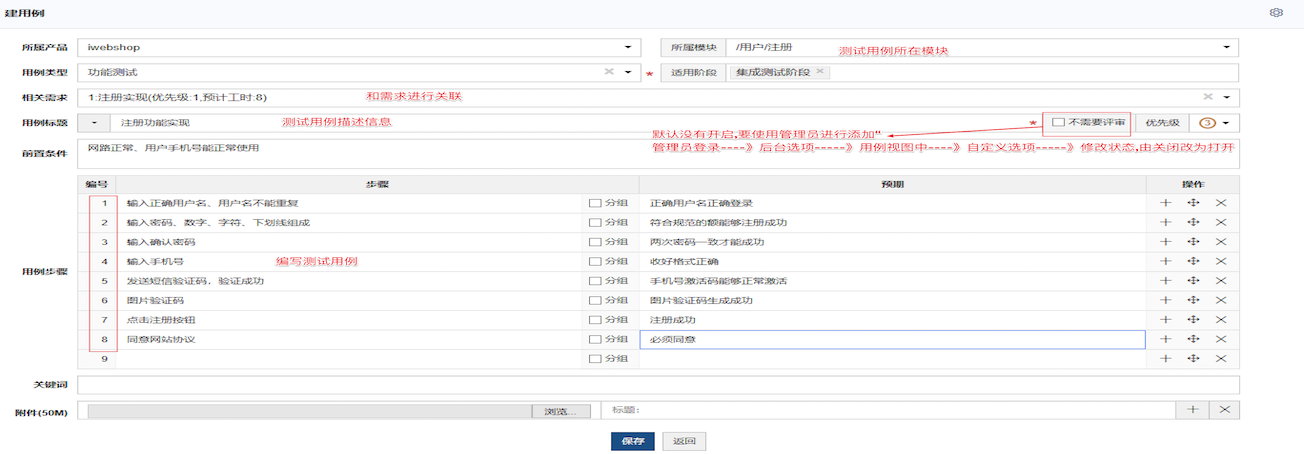 建用例
所属产品 iwebshop 所属模块 /用户/注册 测试用例所在模块
用例类型 功能测试 * 适用阶段 集成测试阶段 ×
相关需求 1:注册实现(优先级:1,预计工时:8) 和需求进行关联
用例标题 注册功能实现 测试用例描述信息 * 不需要评审 优先级 3
默认没有开启,要使用管理员进行添加"
前置条件 网路正常、用户手机号能正常使用 管理员登录----》后台选项-----》用例视图中----》自定义选项-----》修改状态,由关闭改为打开
编号 步骤 预期 操作
1 输入正确用户名、用户名不能重复 分组 正确用户名正确登录
2 输入密码、数字、字符、下划线组成 分组 符合规范的额能够注册成功
3 输入确认密码 分组 两次密码一致才能成功
4 输入手机号 编写测试用例 分组 收好格式正确
用例步骤
5 发送短信验证码，验证成功 分组 手机号激活码能够正常激活
6 图片验证码 分组 图片验证码生成成功
7 点击注册按钮 分组 注册成功
8 同意网站协议 分组 必须同意
9 分组
关键词
附件(50M) 浏览... 标题：
保存 返回